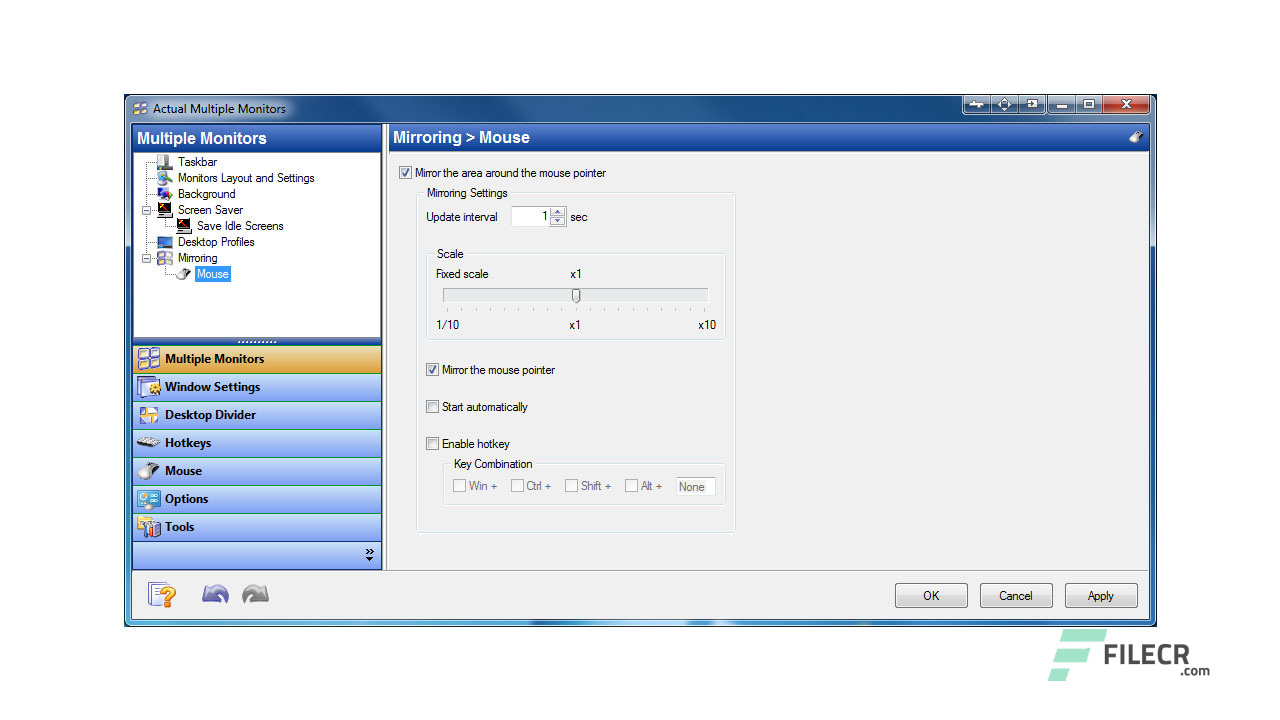 Actual Multiple Monitors
Multiple Monitors
Taskbar
Monitors Layout and Settings
Background
Screen Saver
Save Idle Screens
Desktop Profiles
Mirroring
Mouse
Multiple Monitors
Window Settings
Desktop Divider
Hotkeys
Mouse
Options
Tools
Mirroring > Mouse
Mirror the area around the mouse pointer
Mirroring Settings
Update interval 1 sec
Scale
Fixed scale x1
1/10 x1 x10
Mirror the mouse pointer
Start automatically
Enable hotkey
Key Combination
Win + Ctrl + Shift + Alt + None
OK Cancel Apply
FILECR
.com